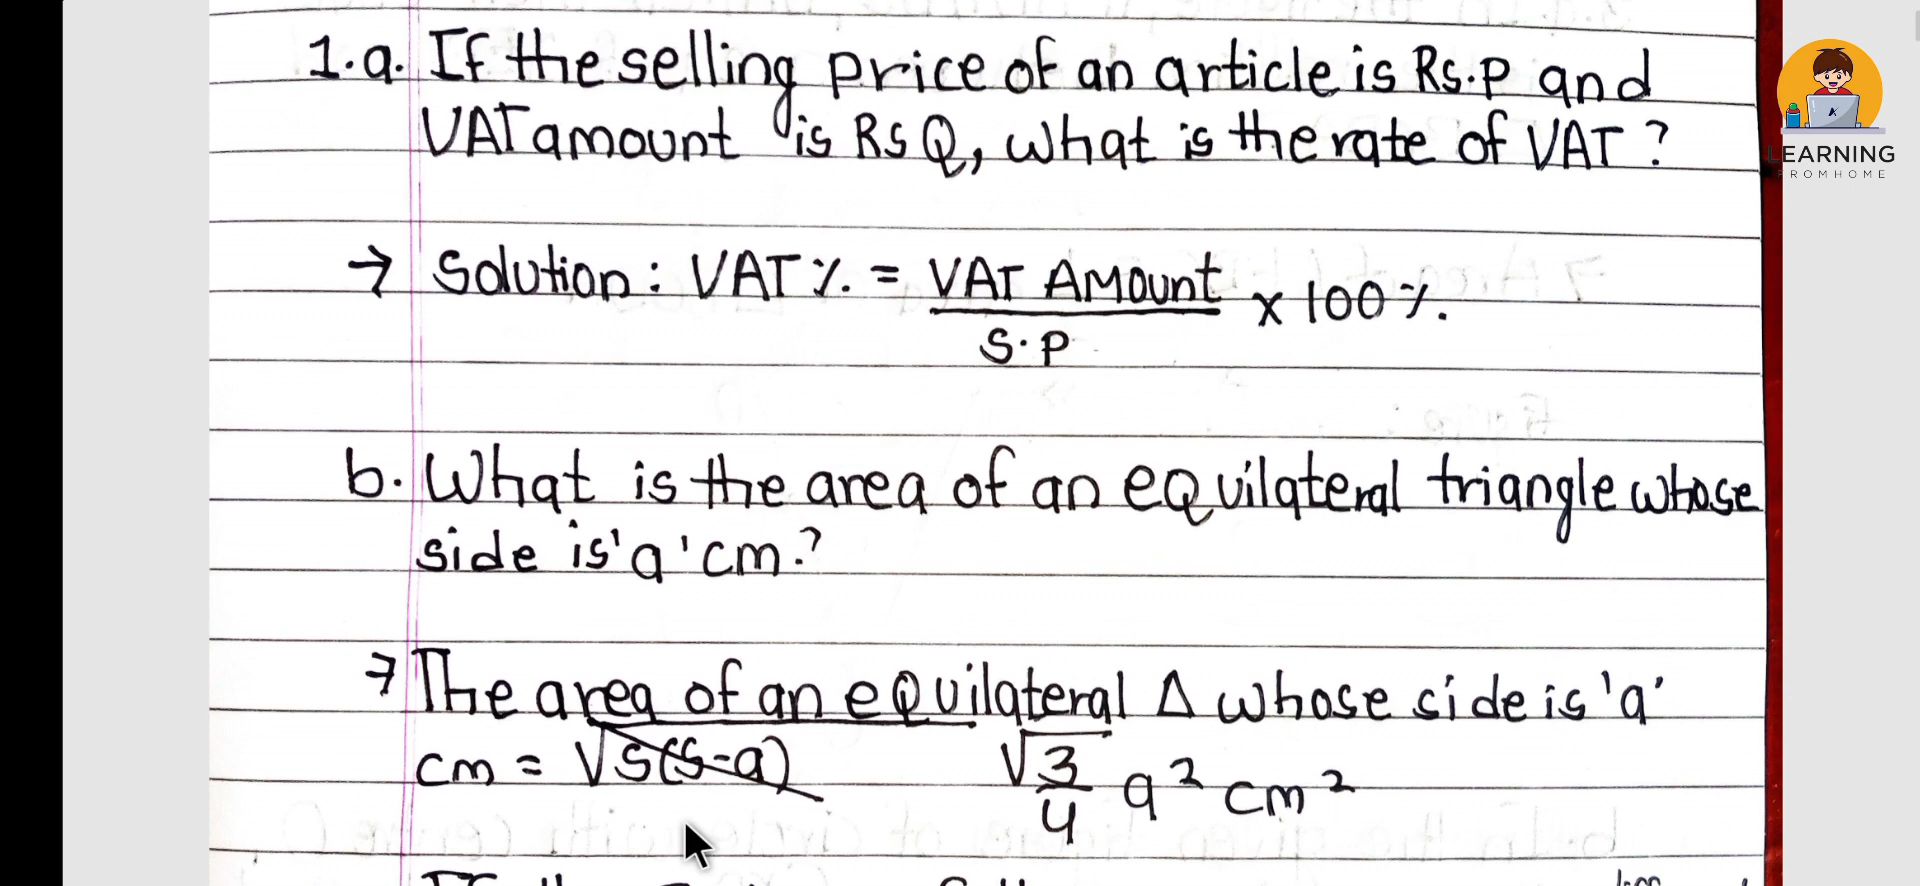 1.a. If the selling price of an article is Rs.P and
VAT amount is Rs Q, what is the rate of VAT?
→ Solution: VAT % = VAT Amount / S.P × 100%.
b. What is the area of an equilateral triangle whose
side is 'a' cm.?
→ The area of an equilateral Δ whose side is 'a'
cm = √s(s-a) √3/4 a² cm²
LEARNING
FROMHOME